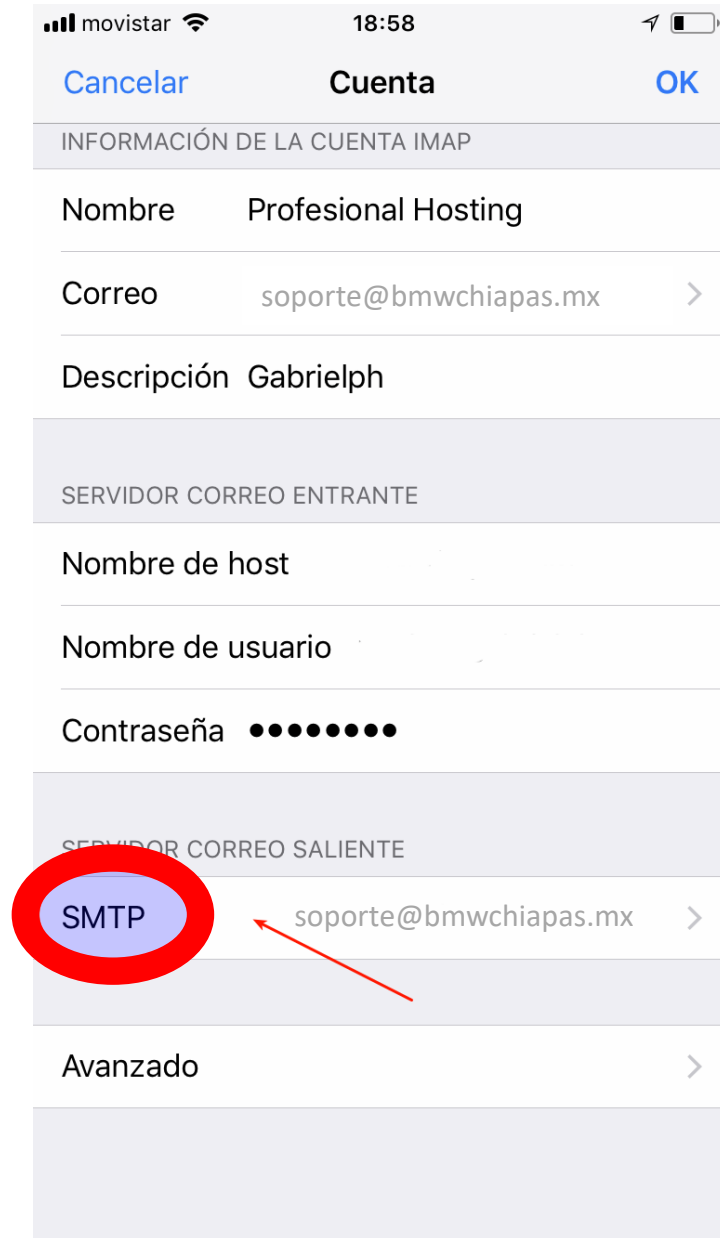 movistar 18:58
Cancelar Cuenta OK
INFORMACIÓN DE LA CUENTA IMAP
Nombre Profesional Hosting
Correo soporte@bmwchiapas.mx
Descripción Gabrielph
SERVIDOR CORREO ENTRANTE
Nombre de host
Nombre de usuario
Contraseña ••••••••
SERVIDOR CORREO SALIENTE
SMTP soporte@bmwchiapas.mx
Avanzado